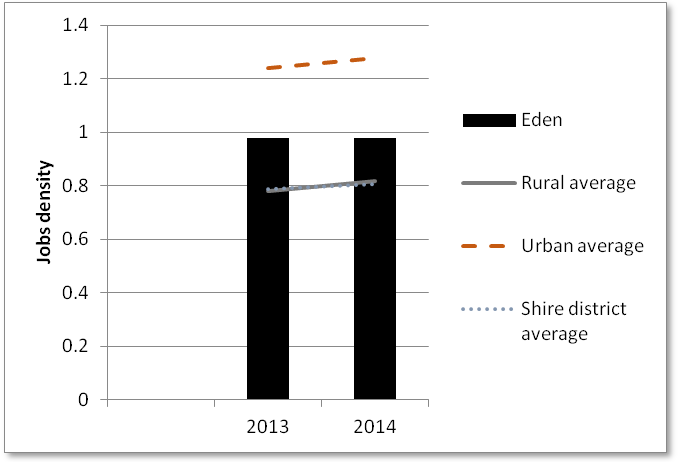 1.4
1.2
1
0.8
0.6
0.4
0.2
0
Jobs density
2013
2014
Eden
Rural average
Urban average
Shire district
average